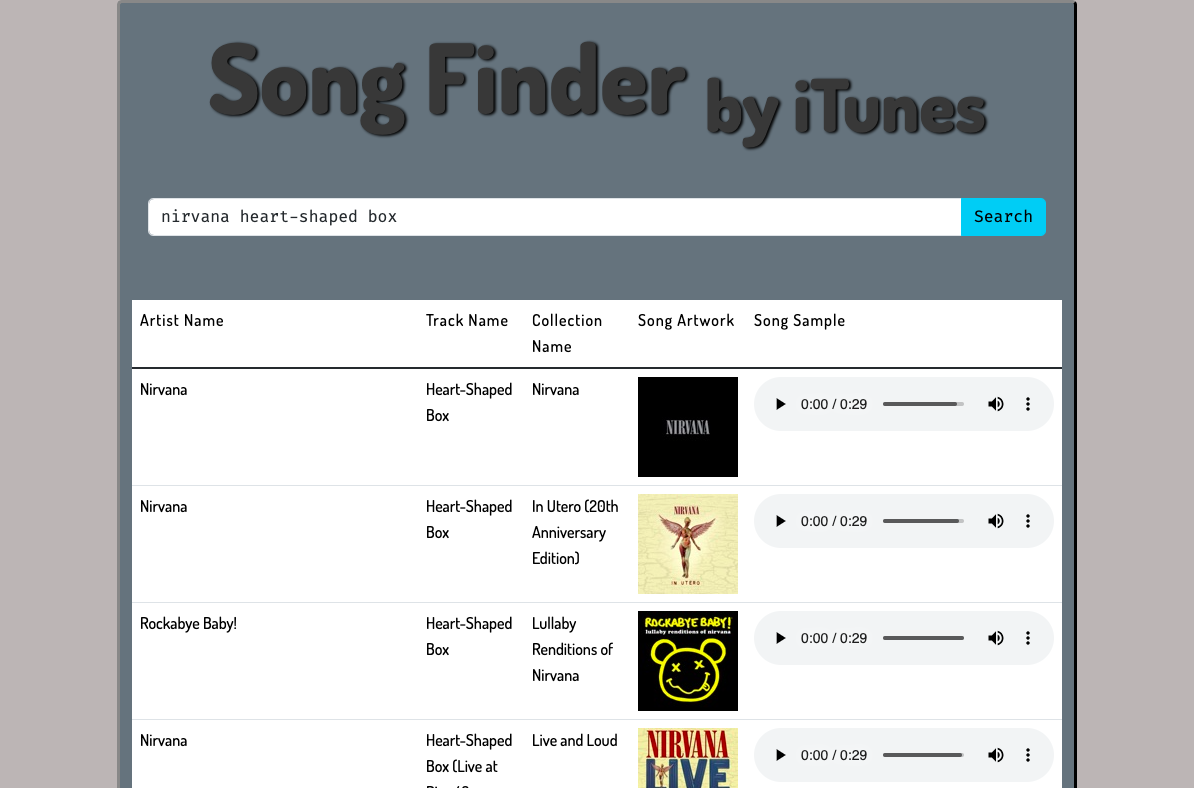 Song Finder by iTunes
nirvana heart-shaped box Search
Artist Name Track Name Collection Name Song Artwork Song Sample
Nirvana Heart-Shaped Box Nirvana
NIRVANA
0:00 / 0:29
Nirvana Heart-Shaped Box In Utero (20th Anniversary Edition)
NIRVANA
IN UTERO
0:00 / 0:29
Rockabye Baby! Heart-Shaped Box Lullaby Renditions of Nirvana
ROCKABYE BABY!
lullaby renditions of nirvana
0:00 / 0:29
Nirvana Heart-Shaped Box (Live at Live and Loud
NIRVANA
LIVE
0:00 / 0:29